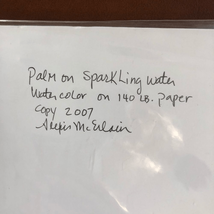 Palm on Sparkling water
Watercolor on 140 LB. paper
Copy 2007